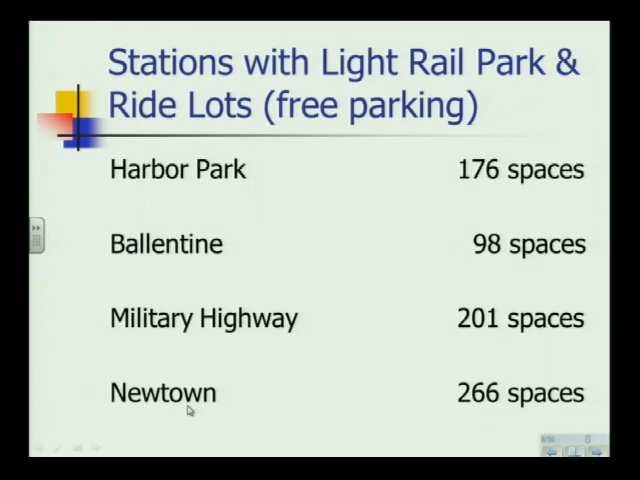 Stations with Light Rail Park &
Ride Lots (free parking)
Harbor Park 176 spaces
Ballentine 98 spaces
Military Highway 201 spaces
Newtown 266 spaces